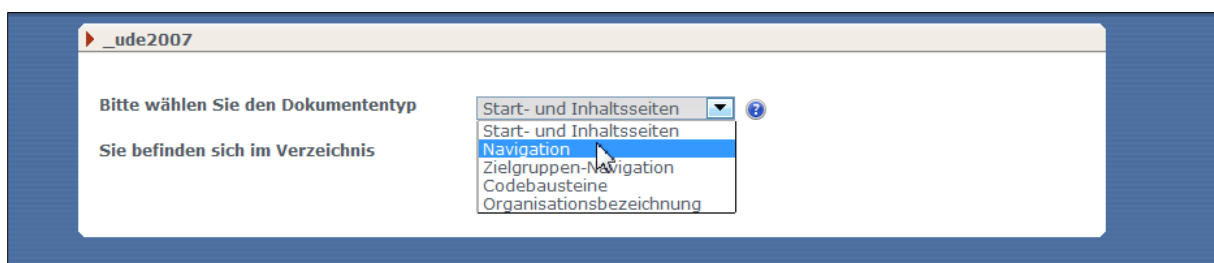 _ude2007
Bitte wählen Sie den Dokumententyp
Start- und Inhaltsseiten
?
Start- und Inhaltsseiten
Sie befinden sich im Verzeichnis
Navigation
Zielgruppen-Navigation
Codebausteine
Organisationsbezeichnung